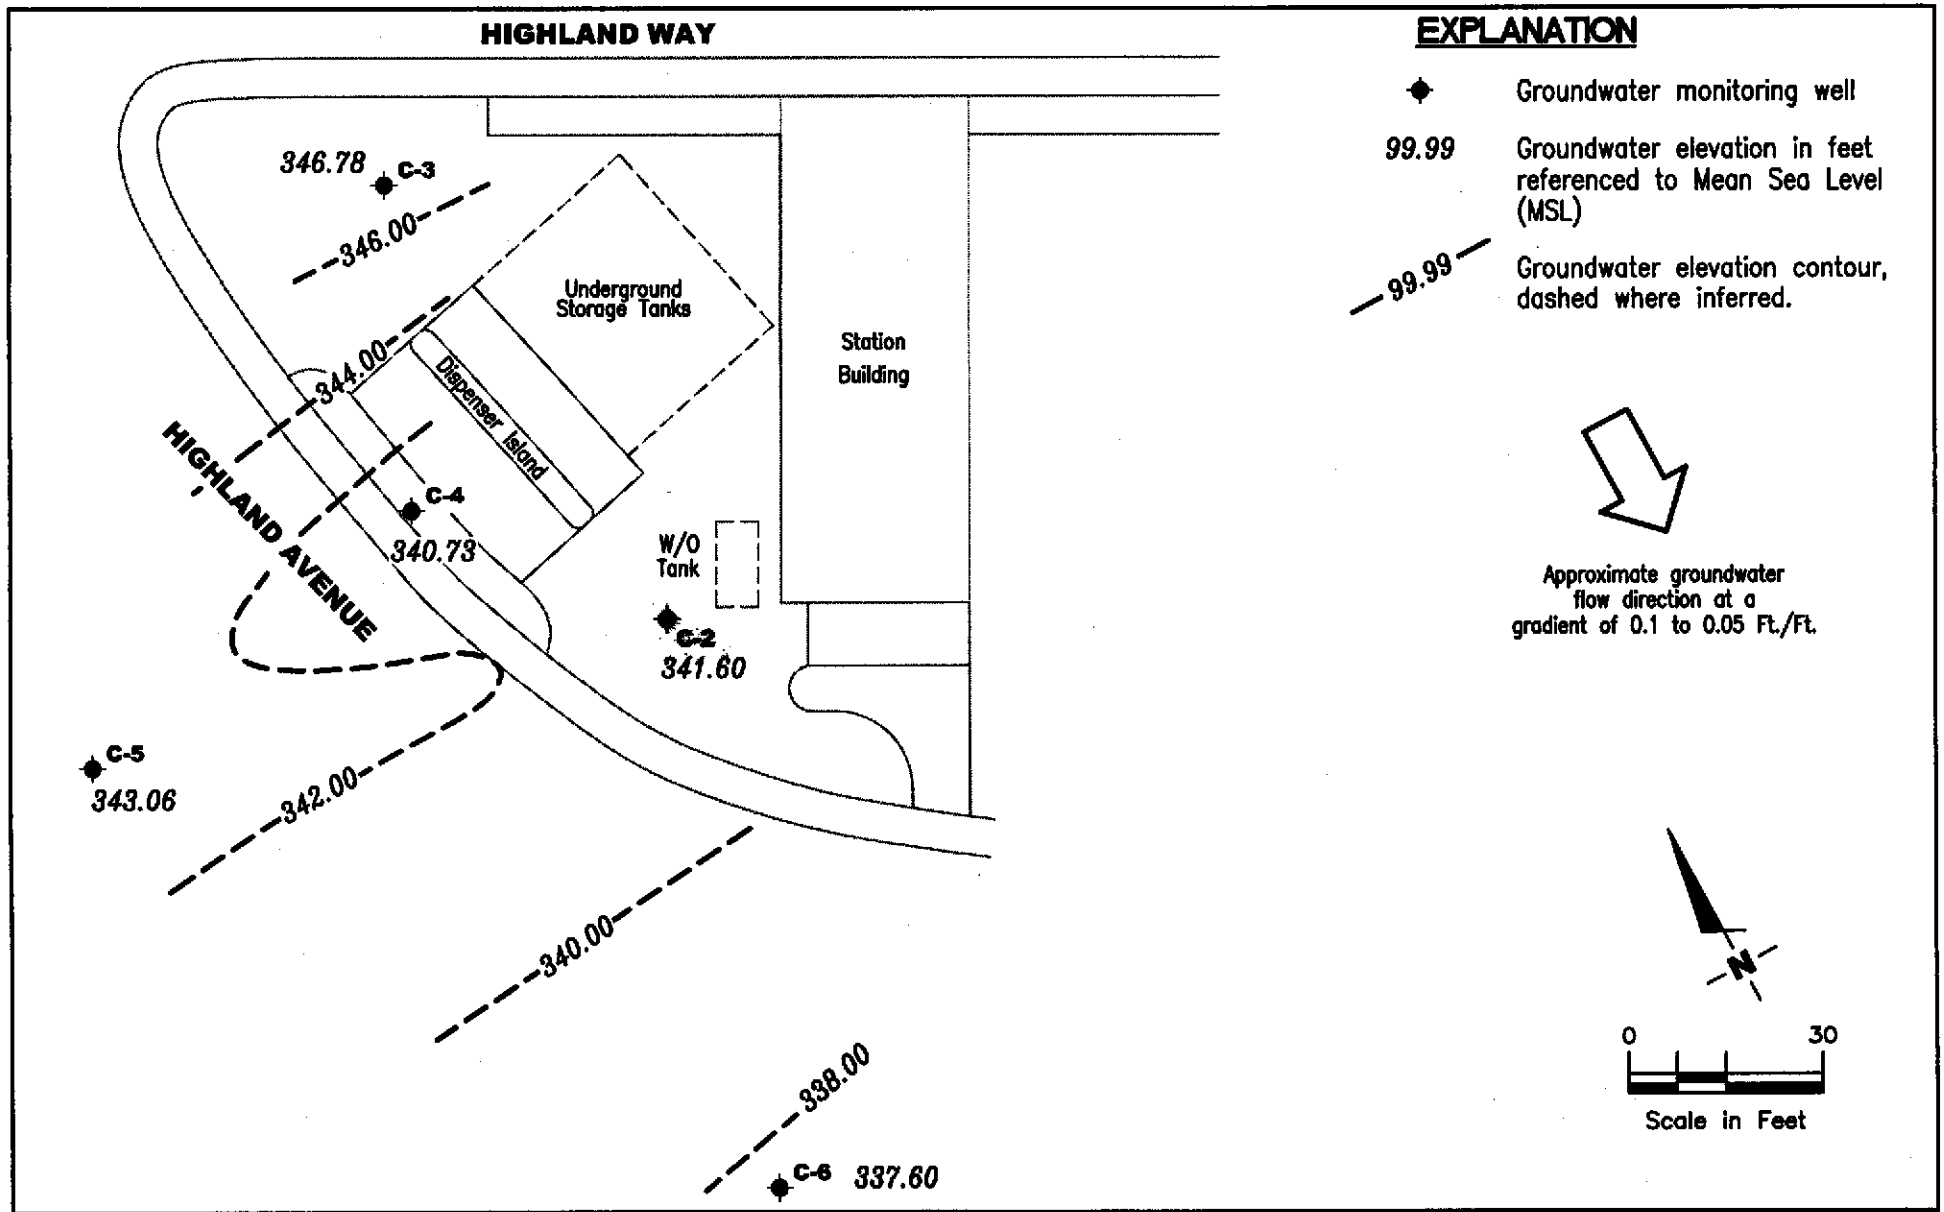 HIGHLAND WAY
346.78
C-3
346.00
Underground
Storage Tanks
Station
Building
344.00
Dispenser Island
HIGHLAND AVENUE
C-4
340.73
W/O
Tank
C-2
341.60
C-5
343.06
342.00
340.00
338.00
C-6 337.60
EXPLANATION
Groundwater monitoring well
99.99
Groundwater elevation in feet
referenced to Mean Sea Level
(MSL)
99.99
Groundwater elevation contour,
dashed where inferred.
Approximate groundwater
flow direction at a
gradient of 0.1 to 0.05 Ft./Ft.
N
0 30
Scale in Feet